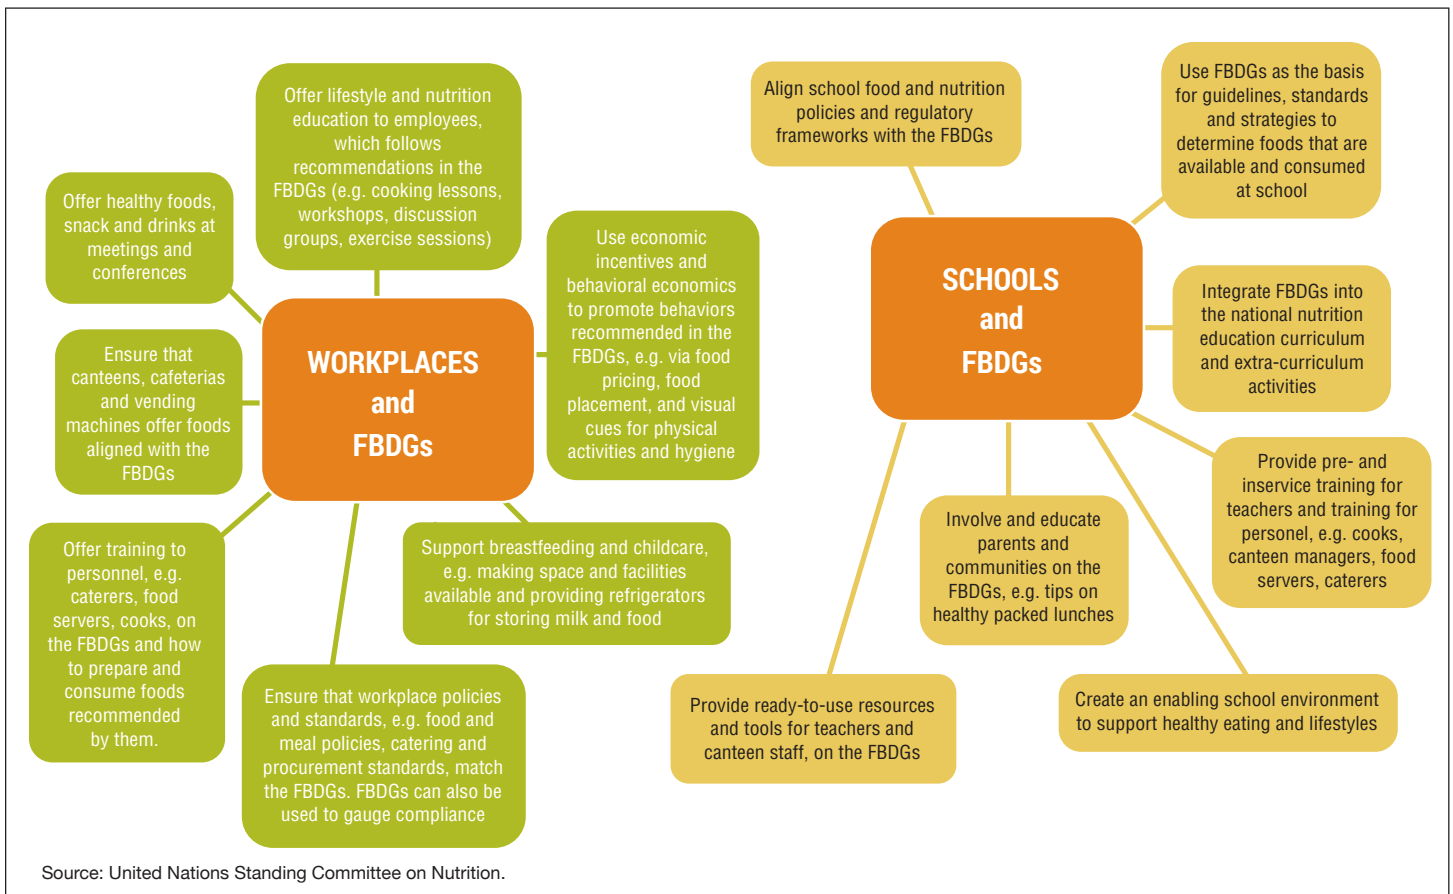 Offer lifestyle and nutrition
education to employees,
which follows
recommendations in the
FBDGs (e.g. cooking lessons,
workshops, discussion
groups, exercise sessions)
Offer healthy foods,
snack and drinks at
meetings and
conferences
Use economic
incentives and
behavioral economics
to promote behaviors
recommended in the
FBDGs, e.g. via food
pricing, food
placement, and visual
cues for physical
activities and hygiene
WORKPLACES
and
FBDGs
Ensure that
canteens, cafeterias
and vending
machines offer foods
aligned with the
FBDGs
Offer training to
personnel, e.g.
caterers, food
servers, cooks, on
the FBDGs and how
to prepare and
consume foods
recommended
by them.
Support breastfeeding and childcare,
e.g. making space and facilities
available and providing refrigerators
for storing milk and food
Ensure that workplace policies
and standards, e.g. food and
meal policies, catering and
procurement standards, match
the FBDGs. FBDGs can also be
used to gauge compliance
Align school food and nutrition
policies and regulatory
frameworks with the FBDGs
Use FBDGs as the basis
for guidelines, standards
and strategies to
determine foods that are
available and consumed
at school
SCHOOLS
and
FBDGs
Integrate FBDGs into
the national nutrition
education curriculum
and extra-curriculum
activities
Provide pre- and
inservice training for
teachers and training for
personel, e.g. cooks,
canteen managers, food
servers, caterers
Involve and educate
parents and
communities on the
FBDGs, e.g. tips on
healthy packed lunches
Provide ready-to-use resources
and tools for teachers and
canteen staff, on the FBDGs
Create an enabling school environment
to support healthy eating and lifestyles
Source: United Nations Standing Committee on Nutrition.